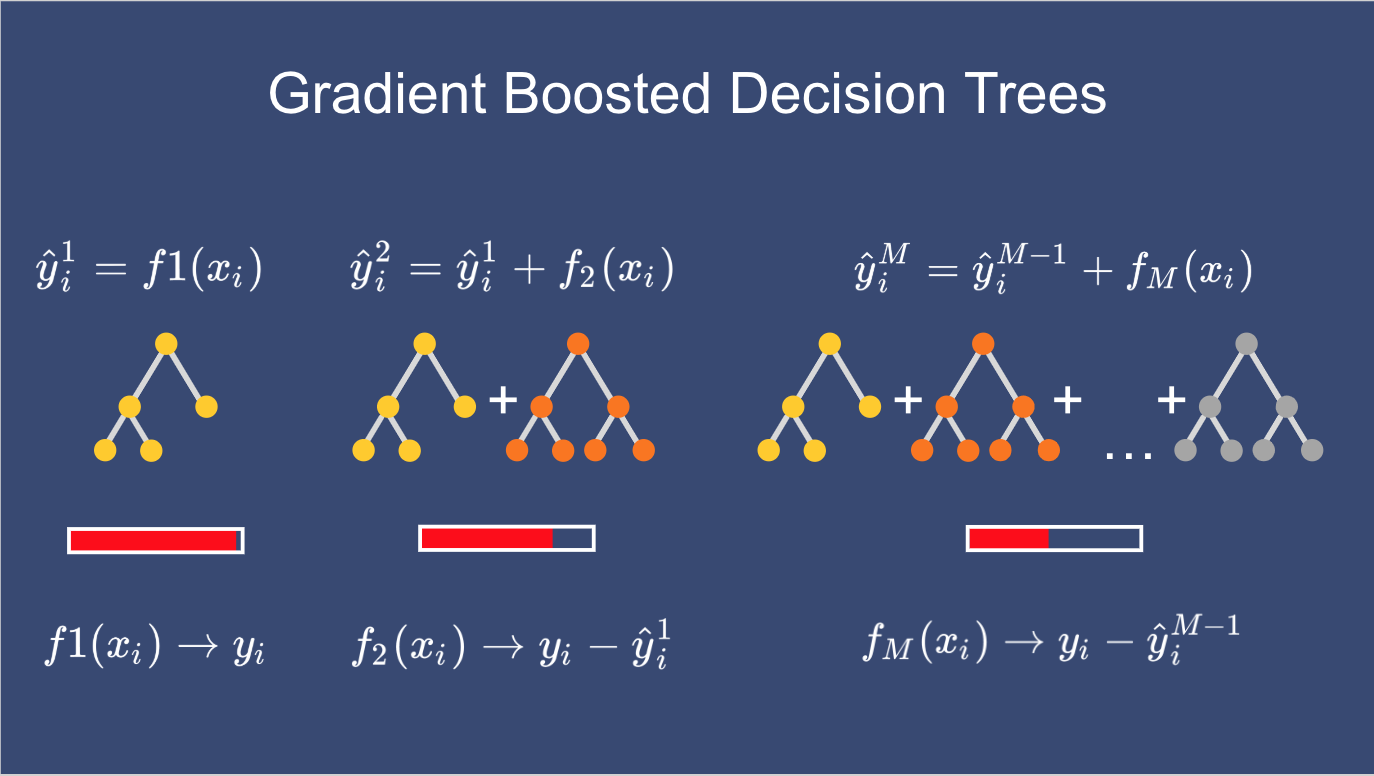 Gradient Boosted Decision Trees
$\hat{y}_i^1 = f1(x_i)$
$\hat{y}_i^2 = \hat{y}_i^1 + f_2(x_i)$
$\hat{y}_i^M = \hat{y}_i^{M-1} + f_M(x_i)$
+
+ + ... +
$f1(x_i) \rightarrow y_i$
$f_2(x_i) \rightarrow y_i - \hat{y}_i^1$
$f_M(x_i) \rightarrow y_i - \hat{y}_i^{M-1}$